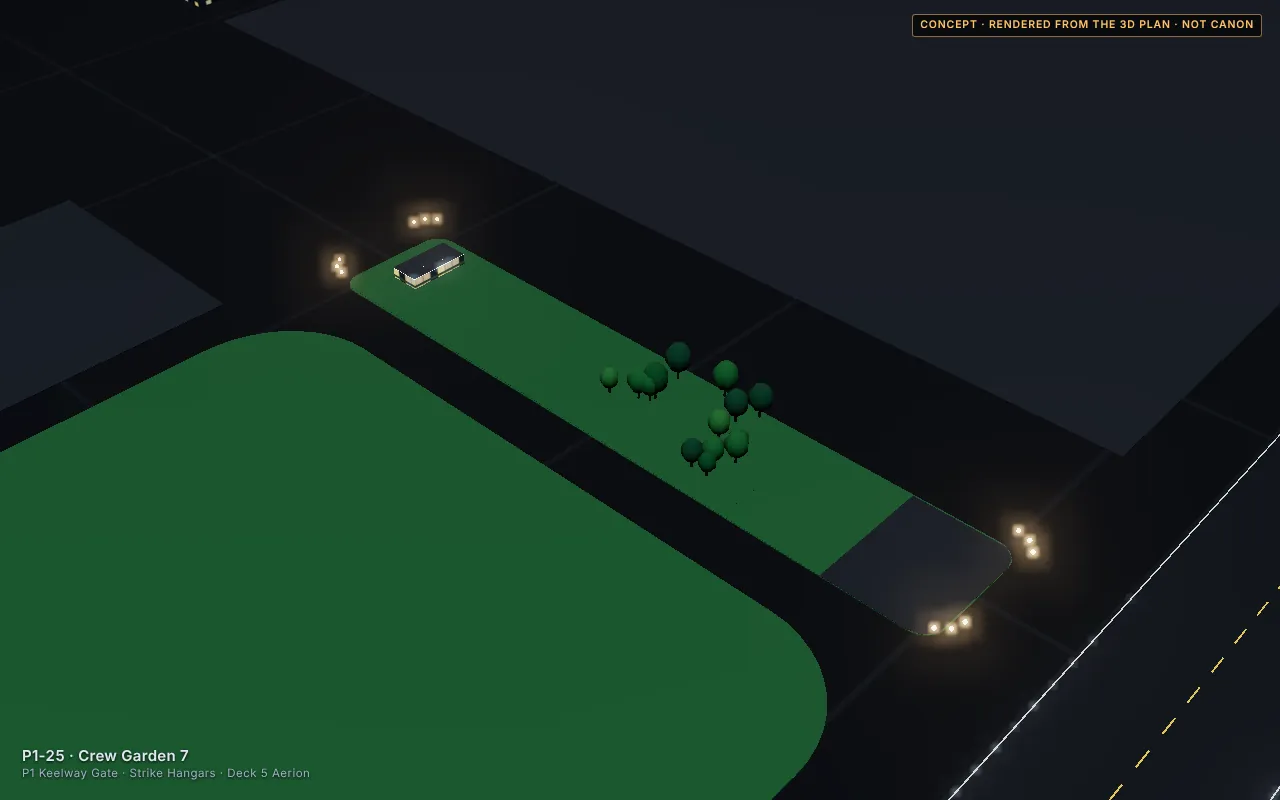 CONCEPT · RENDERED FROM THE 3D PLAN · NOT CANON
P1-25 · Crew Garden 7
P1 Keelway Gate · Strike Hangars · Deck 5 Aerion